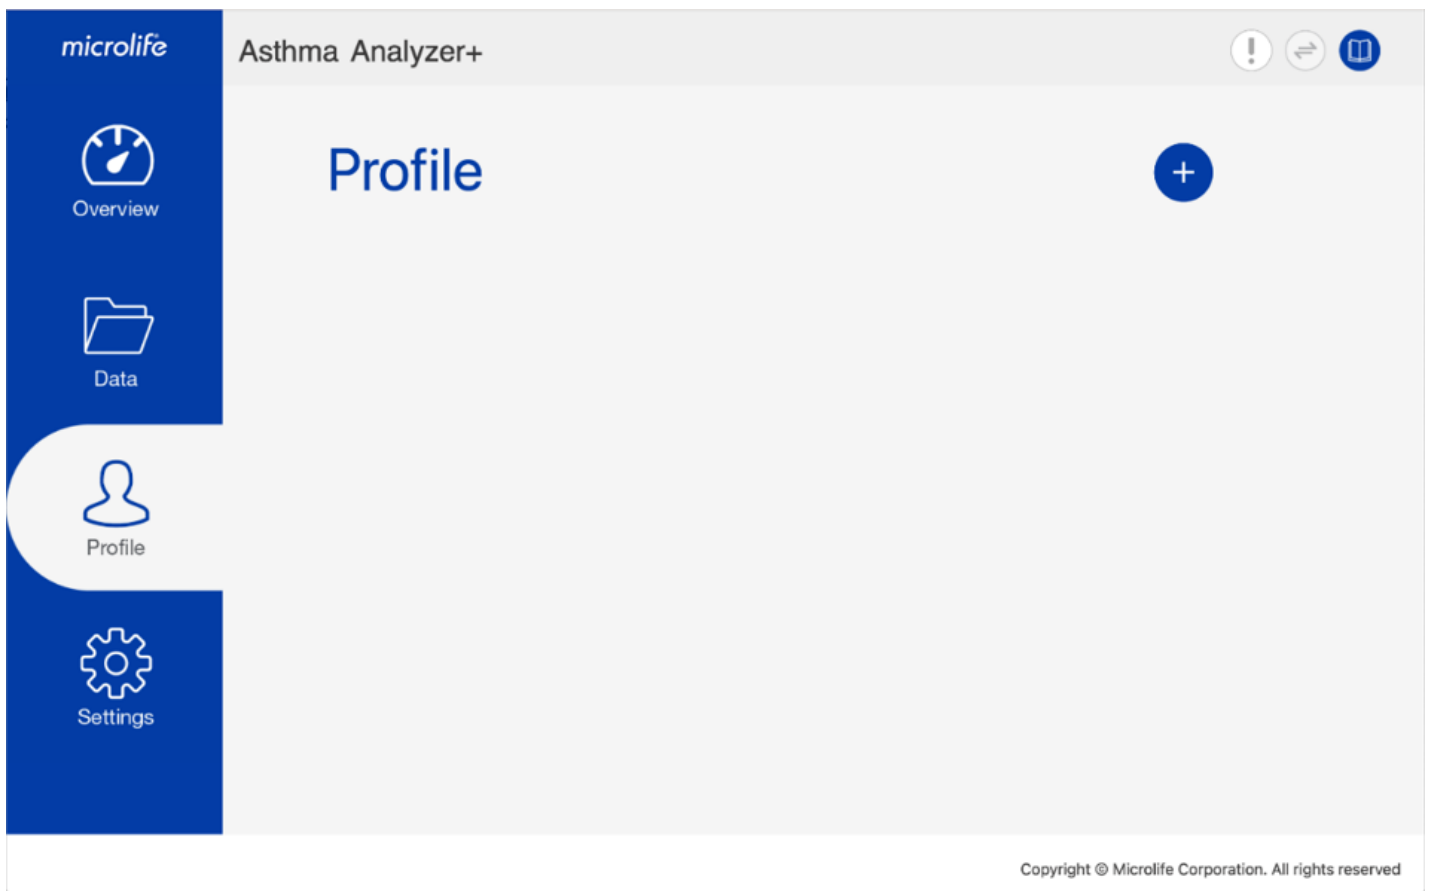 microlife
Asthma Analyzer+
Overview
Data
Profile
Settings
Profile
Copyright © Microlife Corporation. All rights reserved